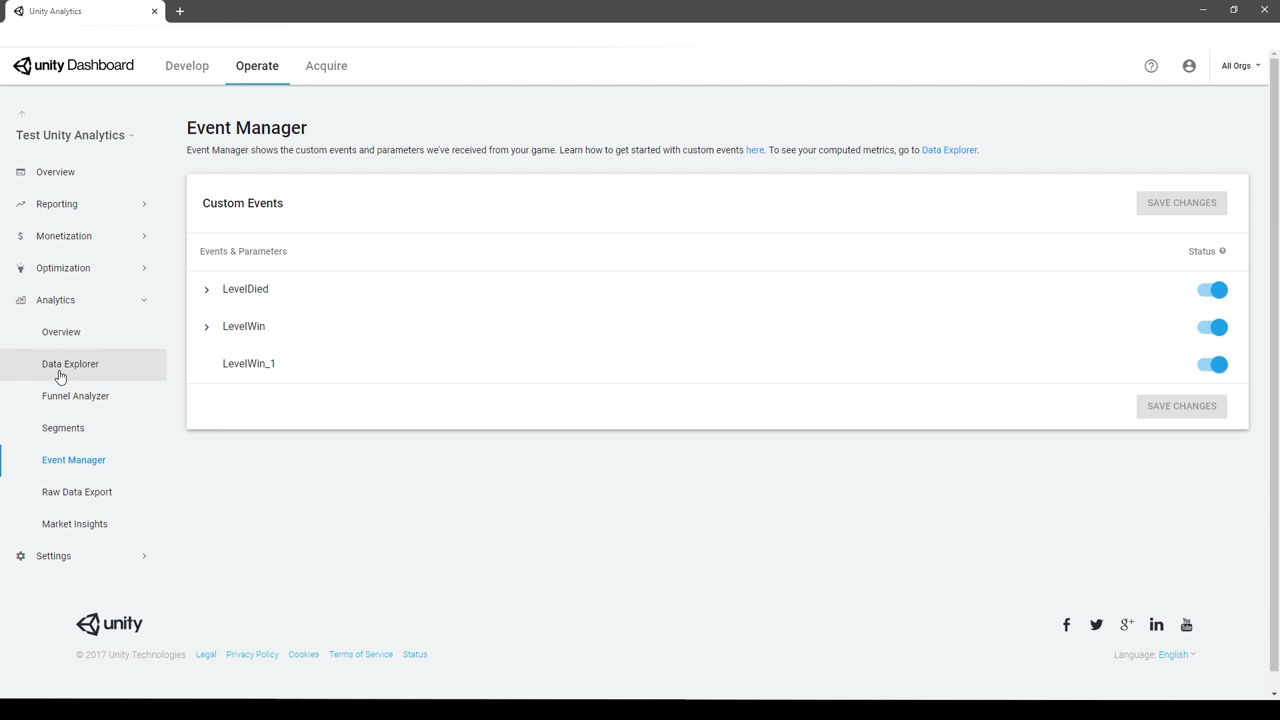 Unity Analytics
unity Dashboard
Develop
Operate
Acquire
All Orgs
Test Unity Analytics
Overview
Reporting
Monetization
Optimization
Analytics
Overview
Data Explorer
Funnel Analyzer
Segments
Event Manager
Raw Data Export
Market Insights
Settings
Event Manager
Event Manager shows the custom events and parameters we've received from your game. Learn how to get started with custom events here. To see your computed metrics, go to Data Explorer.
Custom Events
SAVE CHANGES
Events & Parameters
Status
LevelDied
LevelWin
LevelWin_1
SAVE CHANGES
unity
© 2017 Unity Technologies Legal Privacy Policy Cookies Terms of Service Status
Language: English